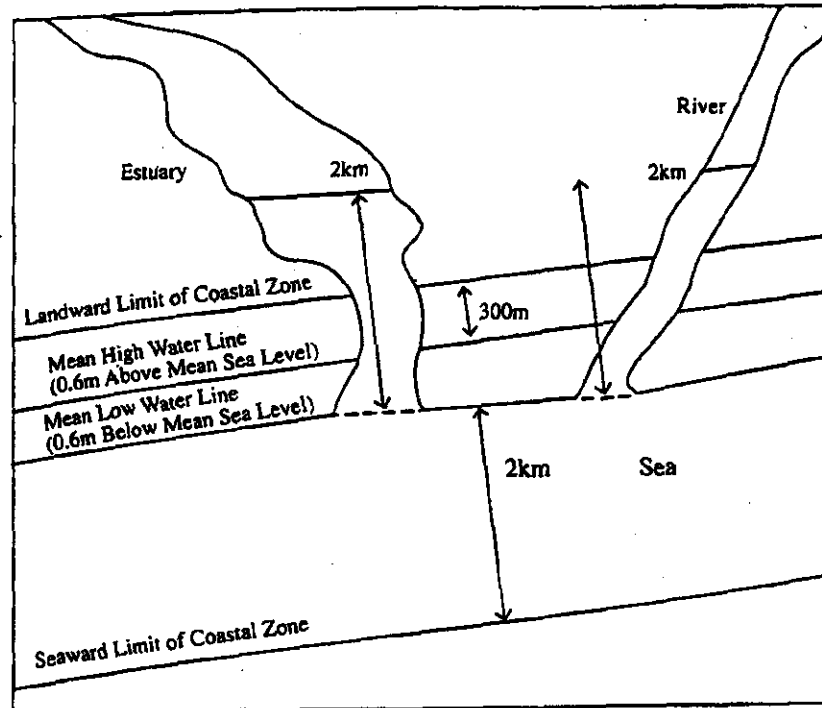 River
Estuary
2km
2km
Landward Limit of Coastal Zone
300m
Mean High Water Line
(0.6m Above Mean Sea Level)
Mean Low Water Line
(0.6m Below Mean Sea Level)
2km
Sea
Seaward Limit of Coastal Zone